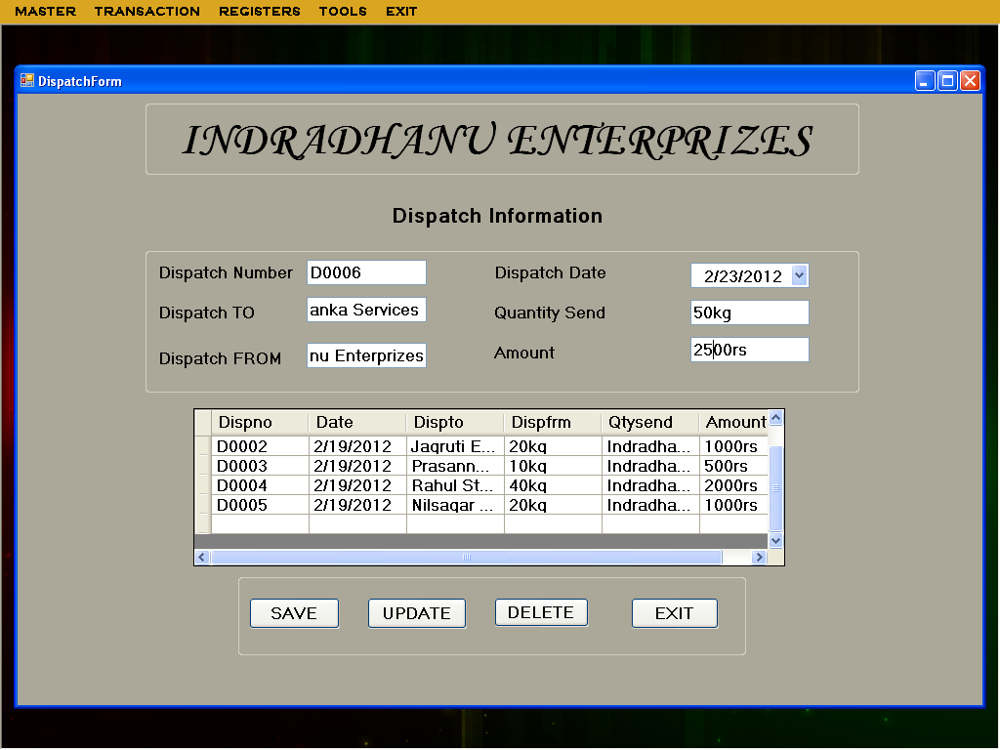 MASTER TRANSACTION REGISTERS TOOLS EXIT
DispatchForm
INDRADHANU ENTERPRIZES
Dispatch Information
Dispatch Number D0006 Dispatch Date 2/23/2012
Dispatch TO anka Services Quantity Send 50kg
Dispatch FROM nu Enterprizes Amount 2500rs
Dispno Date Dispto Dispfrm Qtysend Amount
D0002 2/19/2012 Jaqruti E... 20kg Indradha... 1000rs
D0003 2/19/2012 Prasann... 10kg Indradha... 500rs
D0004 2/19/2012 Rahul St... 40kg Indradha... 2000rs
D0005 2/19/2012 Nilsagar ... 20kg Indradha... 1000rs
SAVE UPDATE DELETE EXIT